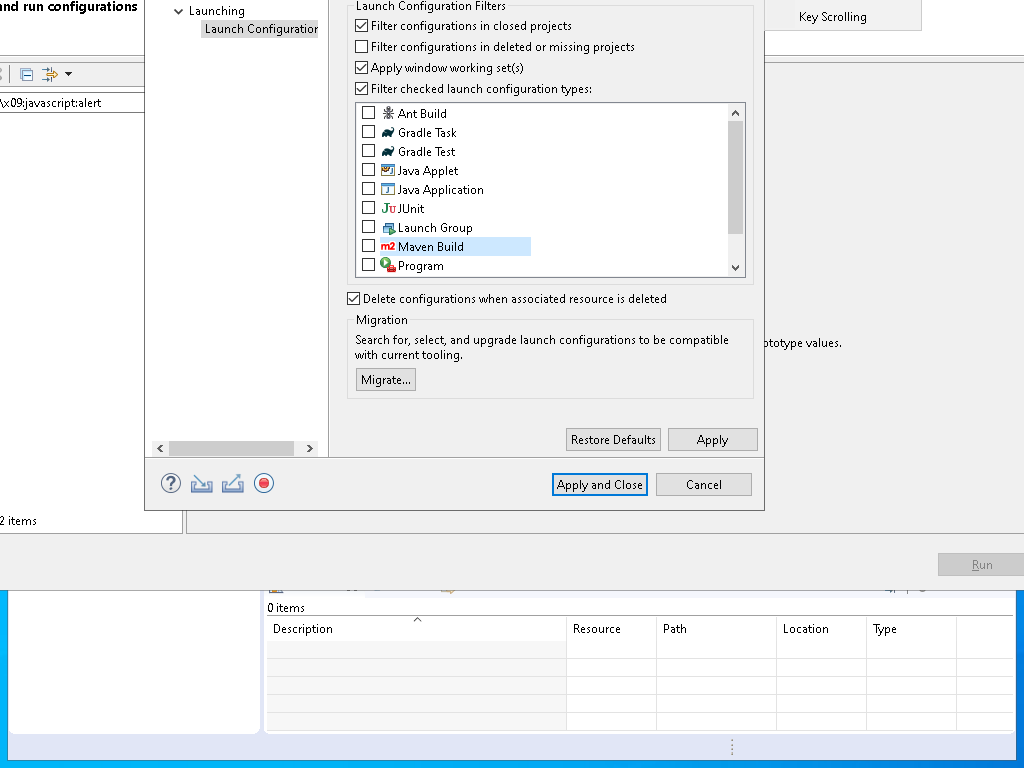 and run configurations
Launching
Launch Configuration
Launch Configuration Filters
Key Scrolling
Filter configurations in closed projects
Filter configurations in deleted or missing projects
Apply window working set(s)
Filter checked launch configuration types:
\x09:javascript:alert
Ant Build
Gradle Task
Gradle Test
Java Applet
Java Application
JUnit
Launch Group
Maven Build
Program
Delete configurations when associated resource is deleted
Migration
Search for, select, and upgrade launch configurations to be compatible
with current tooling.
ototype values.
Migrate...
Restore Defaults
Apply
Apply and Close
Cancel
2 items
Run
0 items
Description
Resource
Path
Location
Type